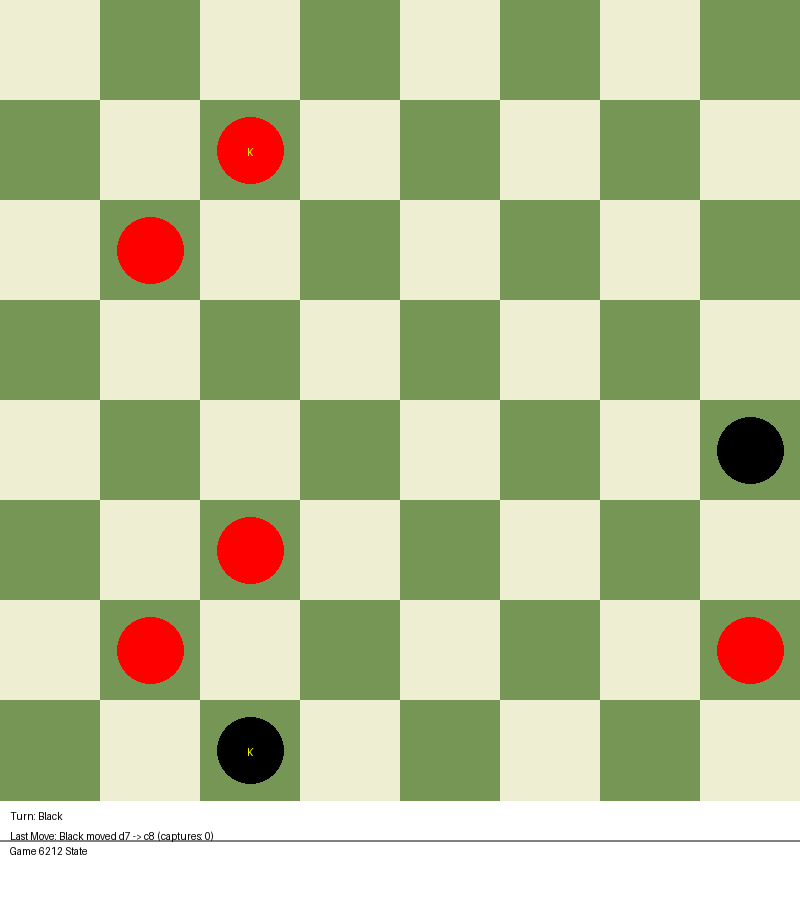 K
K
Turn: Black
Last Move: Black moved d7 -> c8 (captures: 0)
Game 6212 State